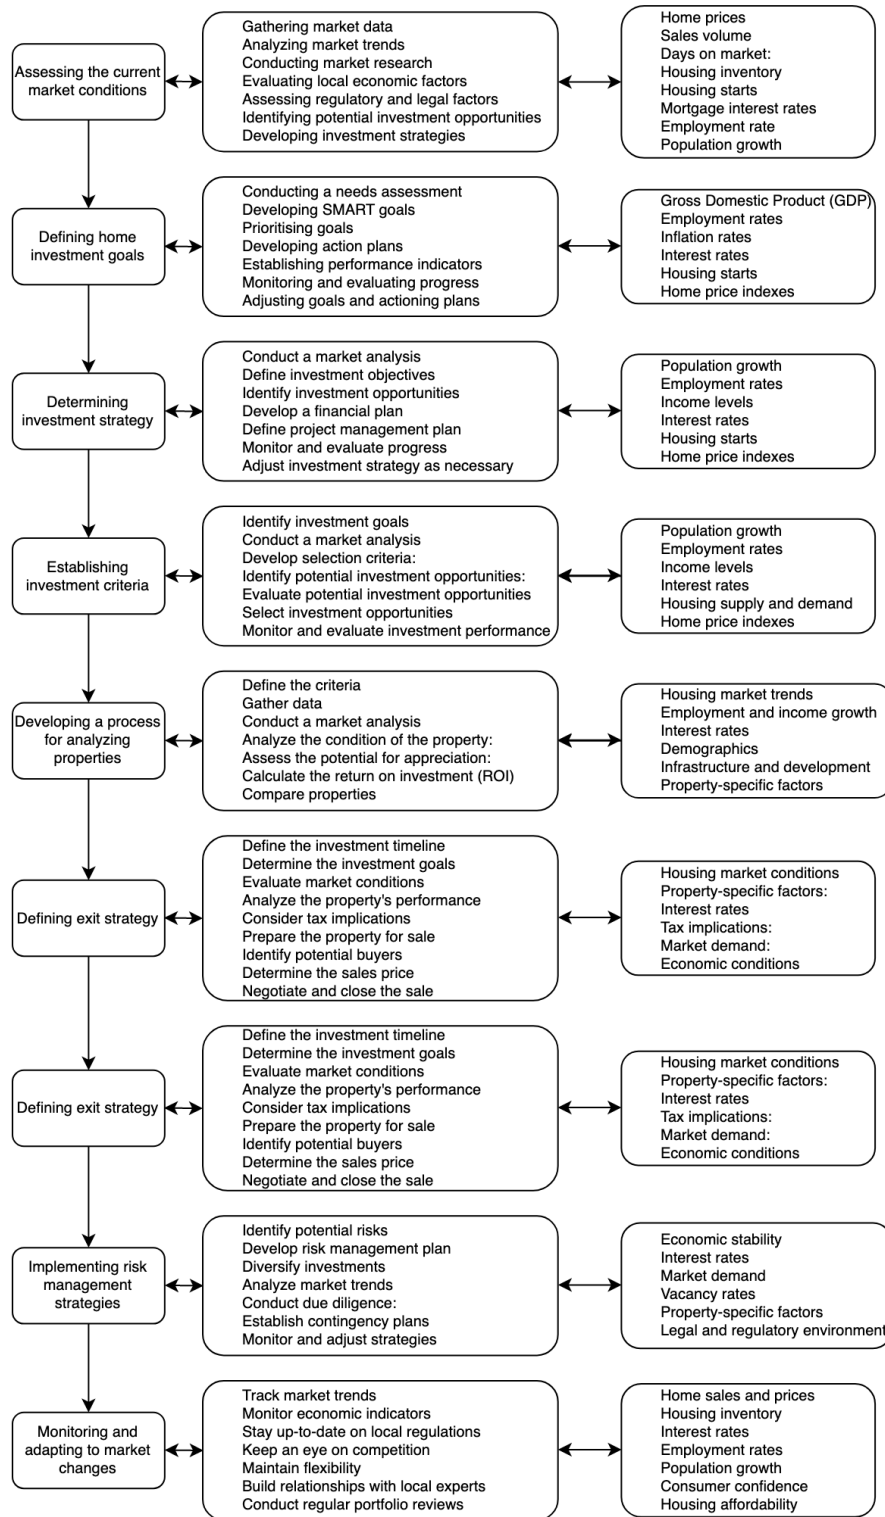 Assessing the current
market conditions
Gathering market data
Analyzing market trends
Conducting market research
Evaluating local economic factors
Assessing regulatory and legal factors
Identifying potential investment opportunities
Developing investment strategies
Home prices
Sales volume
Days on market:
Housing inventory
Housing starts
Mortgage interest rates
Employment rate
Population growth
Defining home
investment goals
Conducting a needs assessment
Developing SMART goals
Prioritising goals
Developing action plans
Establishing performance indicators
Monitoring and evaluating progress
Adjusting goals and actioning plans
Gross Domestic Product (GDP)
Employment rates
Inflation rates
Interest rates
Housing starts
Home price indexes
Determining
investment strategy
Conduct a market analysis
Define investment objectives
Identify investment opportunities
Develop a financial plan
Define project management plan
Monitor and evaluate progress
Adjust investment strategy as necessary
Population growth
Employment rates
Income levels
Interest rates
Housing starts
Home price indexes
Establishing
investment criteria
Identify investment goals
Conduct a market analysis
Develop selection criteria:
Identify potential investment opportunities:
Evaluate potential investment opportunities
Select investment opportunities
Monitor and evaluate investment performance
Population growth
Employment rates
Income levels
Interest rates
Housing supply and demand
Home price indexes
Developing a process
for analyzing
properties
Define the criteria
Gather data
Conduct a market analysis
Analyze the condition of the property:
Assess the potential for appreciation:
Calculate the return on investment (ROI)
Compare properties
Housing market trends
Employment and income growth
Interest rates
Demographics
Infrastructure and development
Property-specific factors
Defining exit strategy
Define the investment timeline
Determine the investment goals
Evaluate market conditions
Analyze the property's performance
Consider tax implications
Prepare the property for sale
Identify potential buyers
Determine the sales price
Negotiate and close the sale
Housing market conditions
Property-specific factors:
Interest rates
Tax implications:
Market demand:
Economic conditions
Defining exit strategy
Define the investment timeline
Determine the investment goals
Evaluate market conditions
Analyze the property's performance
Consider tax implications
Prepare the property for sale
Identify potential buyers
Determine the sales price
Negotiate and close the sale
Housing market conditions
Property-specific factors:
Interest rates
Tax implications:
Market demand:
Economic conditions
Implementing risk
management
strategies
Identify potential risks
Develop risk management plan
Diversify investments
Analyze market trends
Conduct due diligence:
Establish contingency plans
Monitor and adjust strategies
Economic stability
Interest rates
Market demand
Vacancy rates
Property-specific factors
Legal and regulatory environment
Monitoring and
adapting to market
changes
Track market trends
Monitor economic indicators
Stay up-to-date on local regulations
Keep an eye on competition
Maintain flexibility
Build relationships with local experts
Conduct regular portfolio reviews
Home sales and prices
Housing inventory
Interest rates
Employment rates
Population growth
Consumer confidence
Housing affordability